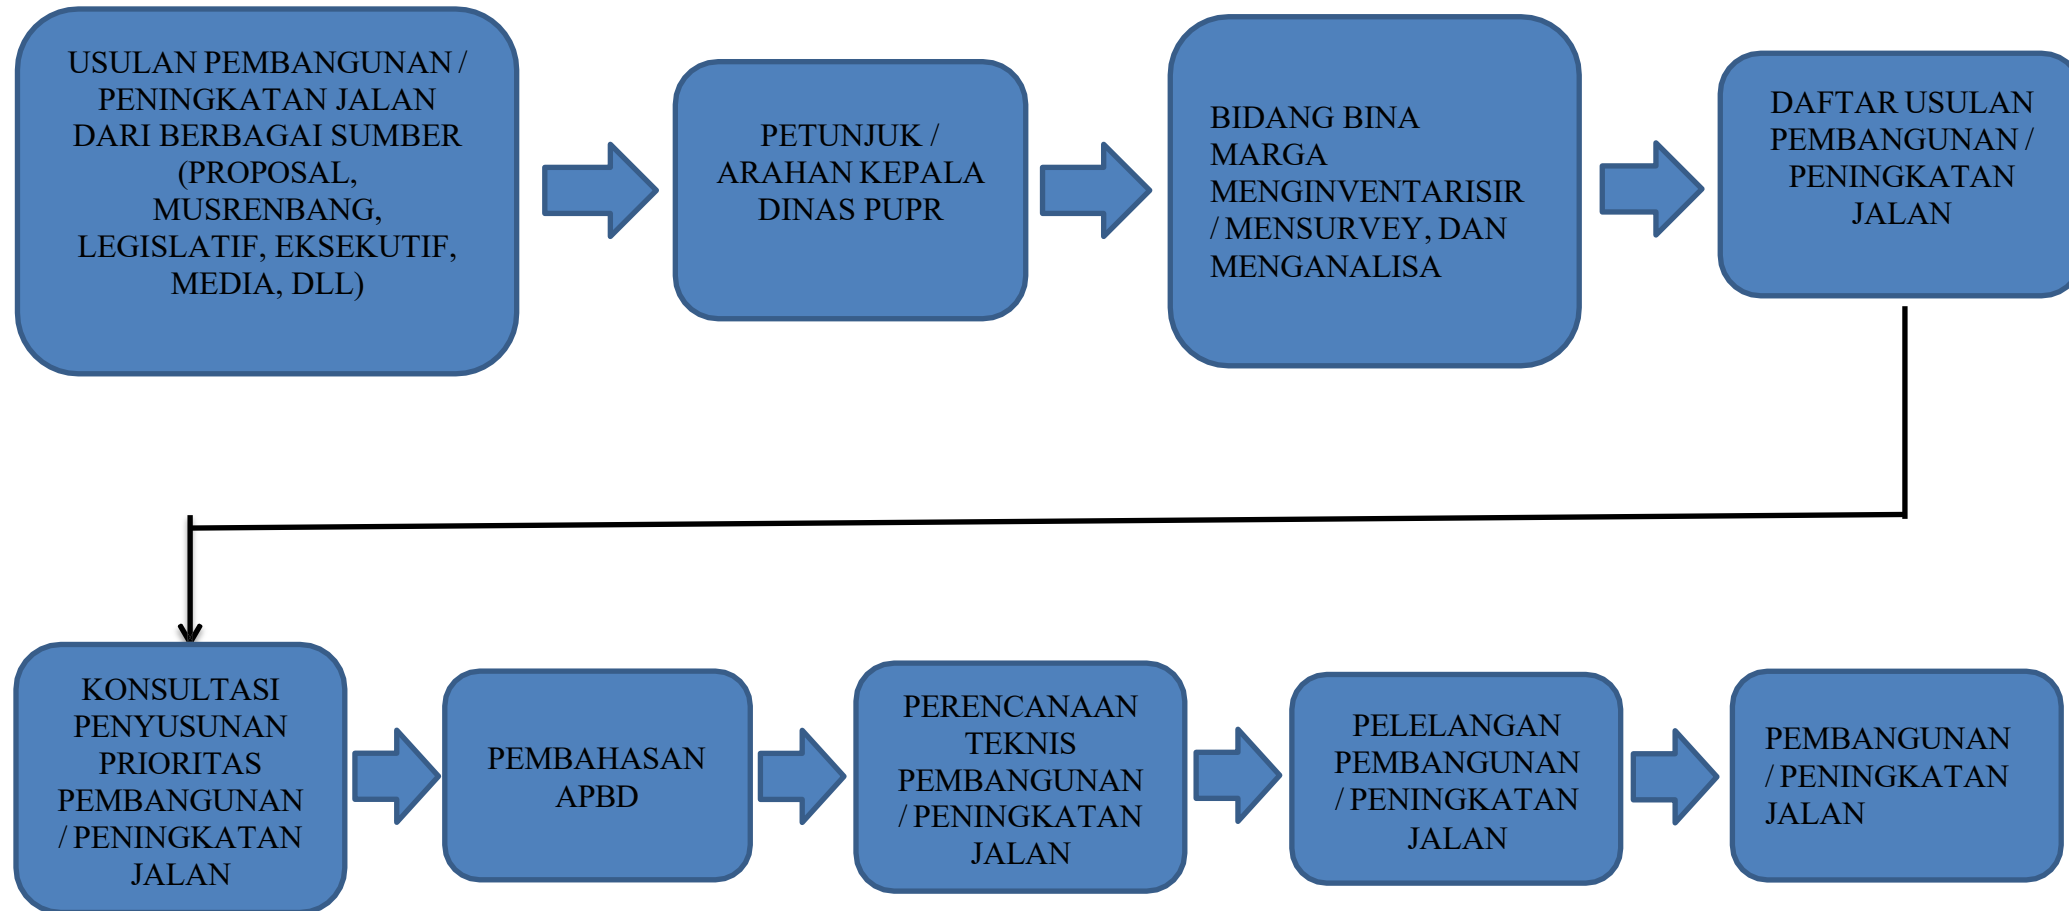 USULAN PEMBANGUNAN /
PENINGKATAN JALAN
DARI BERBAGAI SUMBER
(PROPOSAL,
MUSRENBANG,
LEGISLATIF, EKSEKUTIF,
MEDIA, DLL)
PETUNJUK /
ARAHAN KEPALA
DINAS PUPR
BIDANG BINA
MARGA
MENGINVENTARISIR
/ MENSURVEY, DAN
MENGANALISA
DAFTAR USULAN
PEMBANGUNAN /
PENINGKATAN
JALAN
KONSULTASI
PENYUSUNAN
PRIORITAS
PEMBANGUNAN
/ PENINGKATAN
JALAN
PEMBAHASAN
APBD
PERENCANAAN
TEKNIS
PEMBANGUNAN
/ PENINGKATAN
JALAN
PELELANGAN
PEMBANGUNAN
/ PENINGKATAN
JALAN
PEMBANGUNAN
/ PENINGKATAN
JALAN